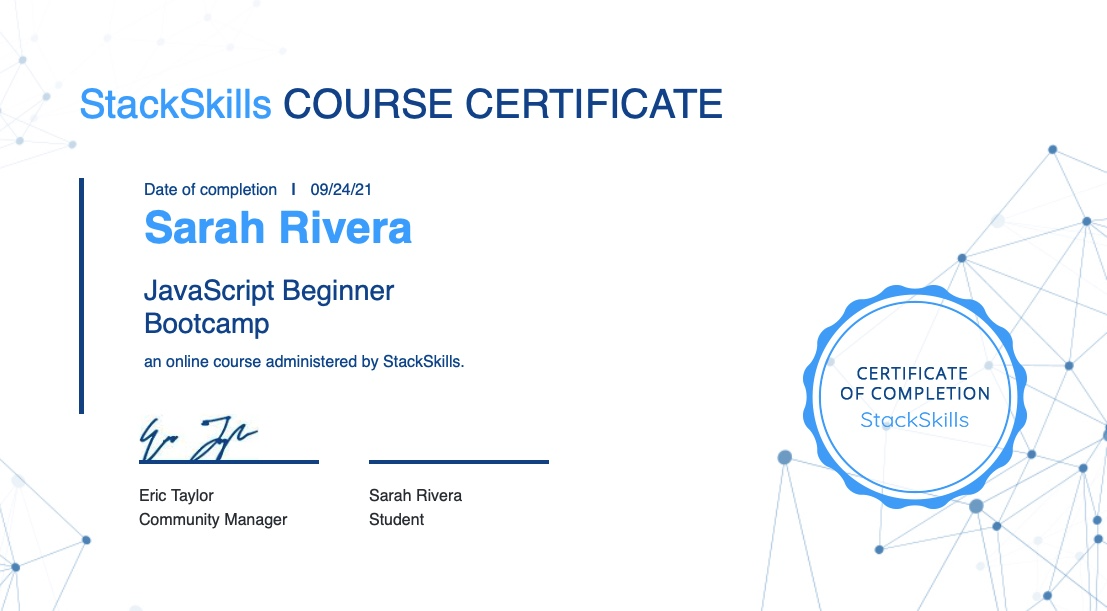 StackSkills COURSE CERTIFICATE
Date of completion | 09/24/21
Sarah Rivera
JavaScript Beginner
Bootcamp
an online course administered by StackSkills.
CERTIFICATE
OF COMPLETION
StackSkills
Eric Taylor
Community Manager
Sarah Rivera
Student